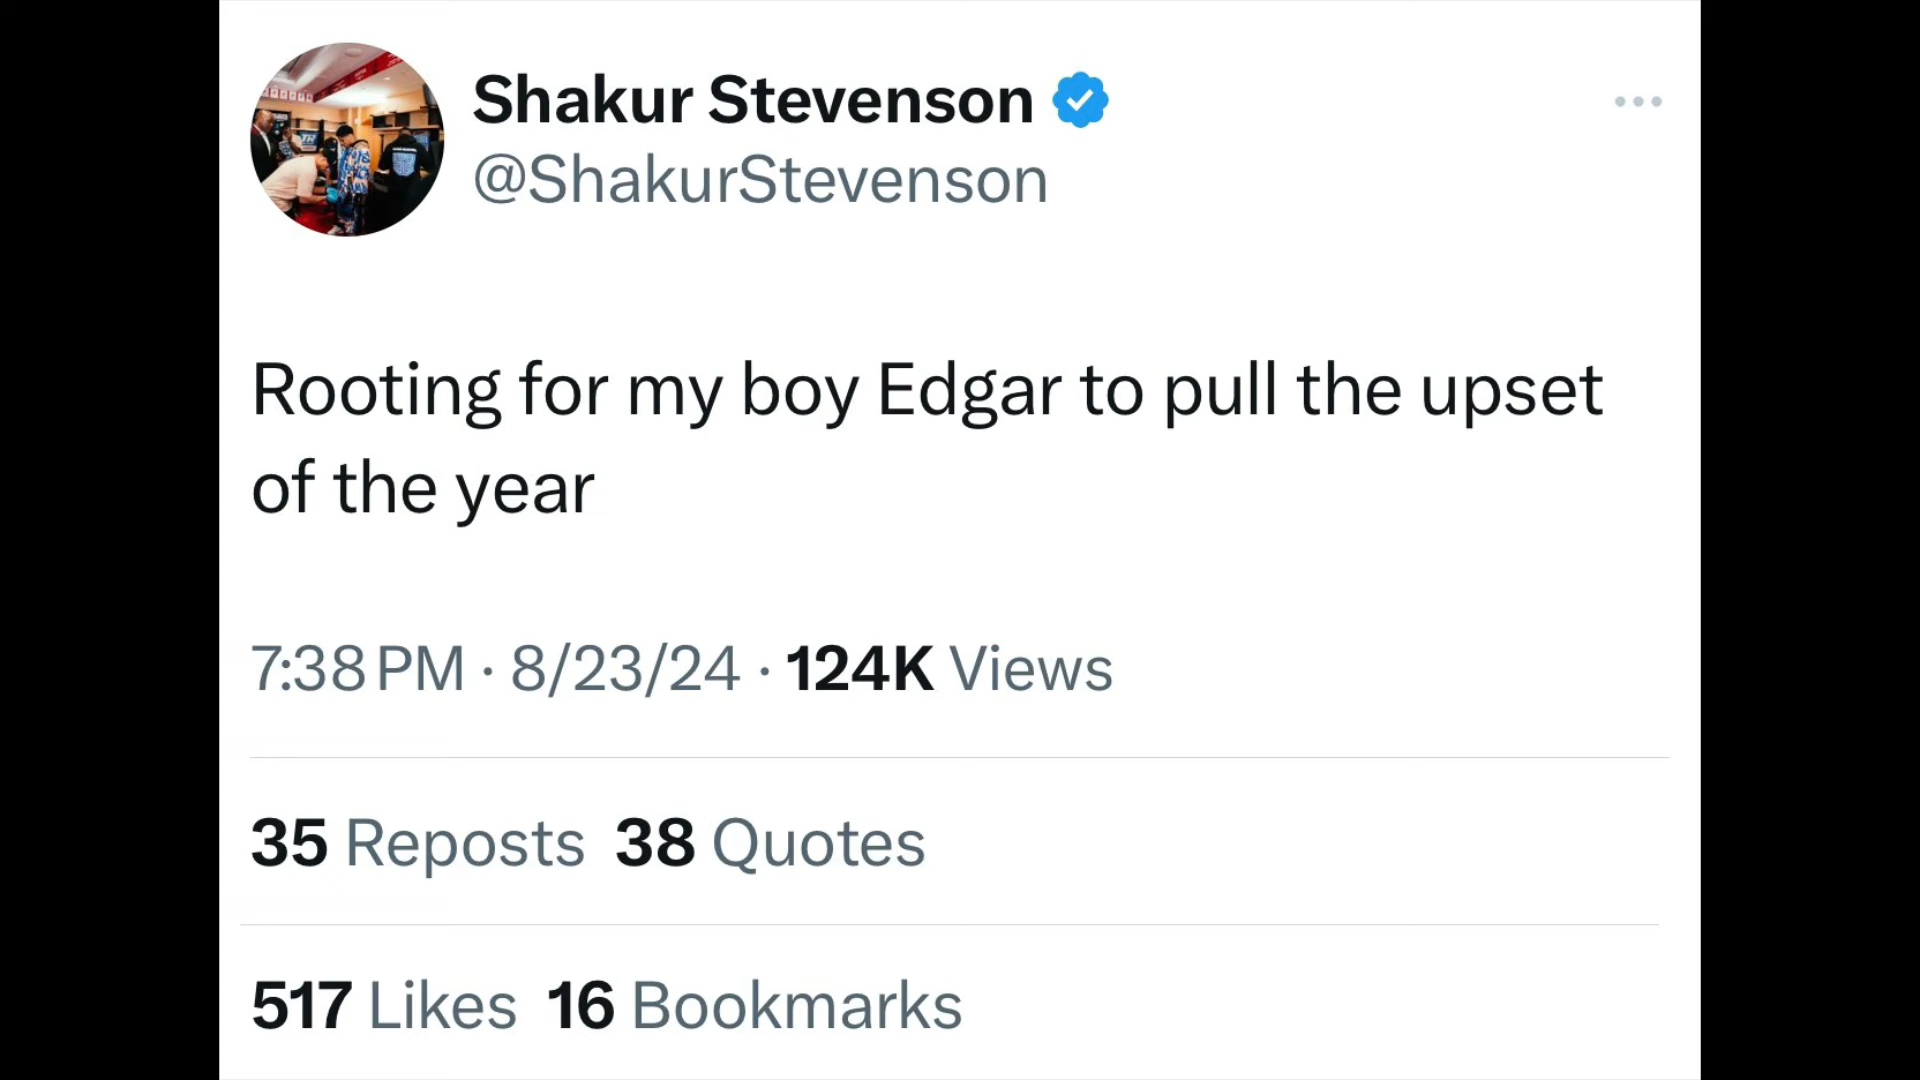 Shakur Stevenson
@ShakurStevenson
Rooting for my boy Edgar to pull the upset
of the year
7:38 PM · 8/23/24 · 124K Views
35 Reposts 38 Quotes
517 Likes 16 Bookmarks